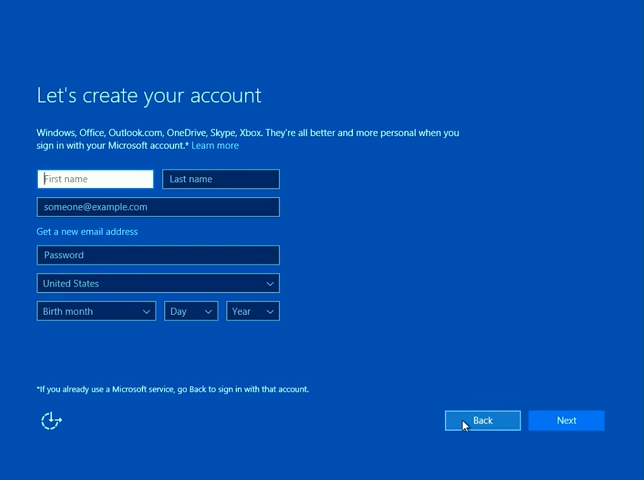 Let's create your account
Windows, Office, Outlook.com, OneDrive, Skype, Xbox. They're all better and more personal when you
sign in with your Microsoft account.* Learn more
First name Last name
someone@example.com
Get a new email address
Password
United States
Birth month Day Year
*If you already use a Microsoft service, go Back to sign in with that account.
Back Next